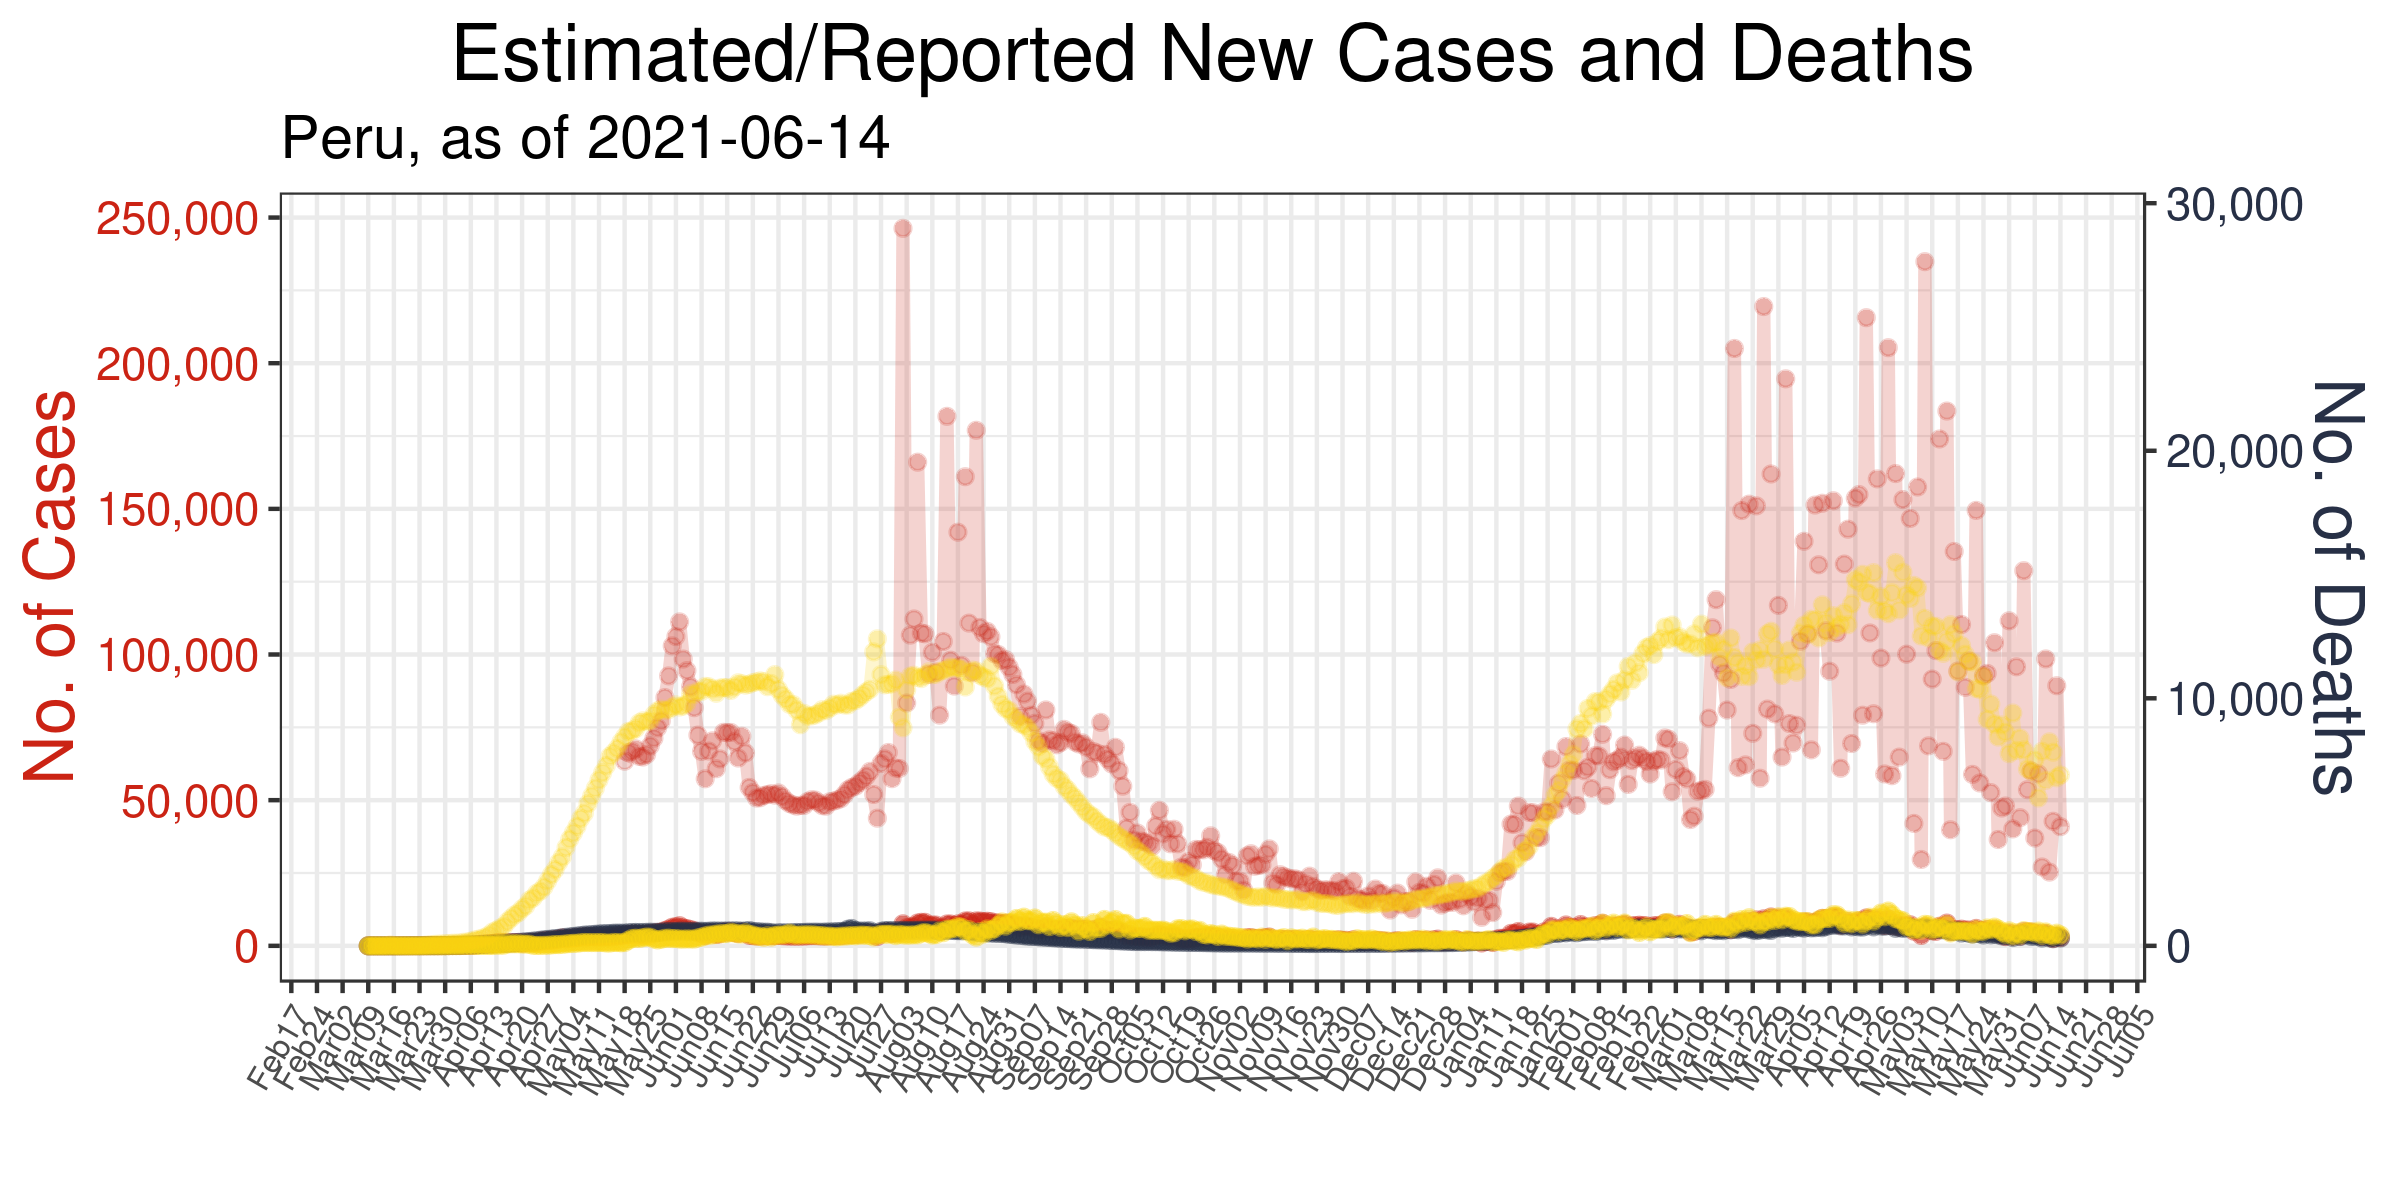 Estimated/Reported New Cases and Deaths
Peru, as of 2021-06-14
No. of Cases
250,000
200,000
150,000
100,000
50,000
0
30,000
20,000
10,000
0
No. of Deaths
Feb17
Feb24
Mar02
Mar09
Mar16
Mar23
Mar30
Apr06
Apr13
Apr20
Apr27
May04
May11
May18
May25
Jun01
Jun08
Jun15
Jun22
Jun29
Jul06
Jul13
Jul20
Jul27
Aug03
Aug10
Aug17
Aug24
Aug31
Sep07
Sep14
Sep21
Sep28
Oct05
Oct12
Oct19
Oct26
Nov02
Nov09
Nov16
Nov23
Nov30
Dec07
Dec14
Dec21
Dec28
Jan04
Jan11
Jan18
Jan25
Feb01
Feb08
Feb15
Feb22
Mar01
Mar08
Mar15
Mar22
Mar29
Apr05
Apr12
Apr19
Apr26
May03
May10
May17
May24
May31
Jun07
Jun14
Jun21
Jun28
Jul05